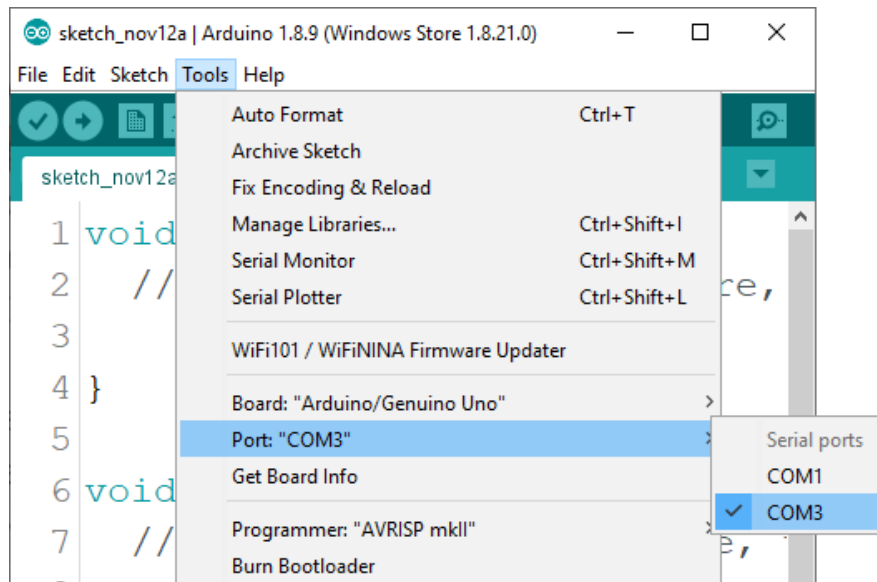 sketch_nov12a | Arduino 1.8.9 (Windows Store 1.8.21.0)
File Edit Sketch Tools Help
Auto Format Ctrl+T
Archive Sketch
sketch_nov12a
Fix Encoding & Reload
1 void
Manage Libraries... Ctrl+Shift+I
Serial Monitor Ctrl+Shift+M
2 // re,
Serial Plotter Ctrl+Shift+L
3
WiFi101 / WiFiNINA Firmware Updater
4 }
Board: "Arduino/Genuino Uno"
5
Port: "COM3"
Serial ports
Get Board Info
COM1
6 void
COM3
7 // e,
Programmer: "AVRISP mkII"
Burn Bootloader